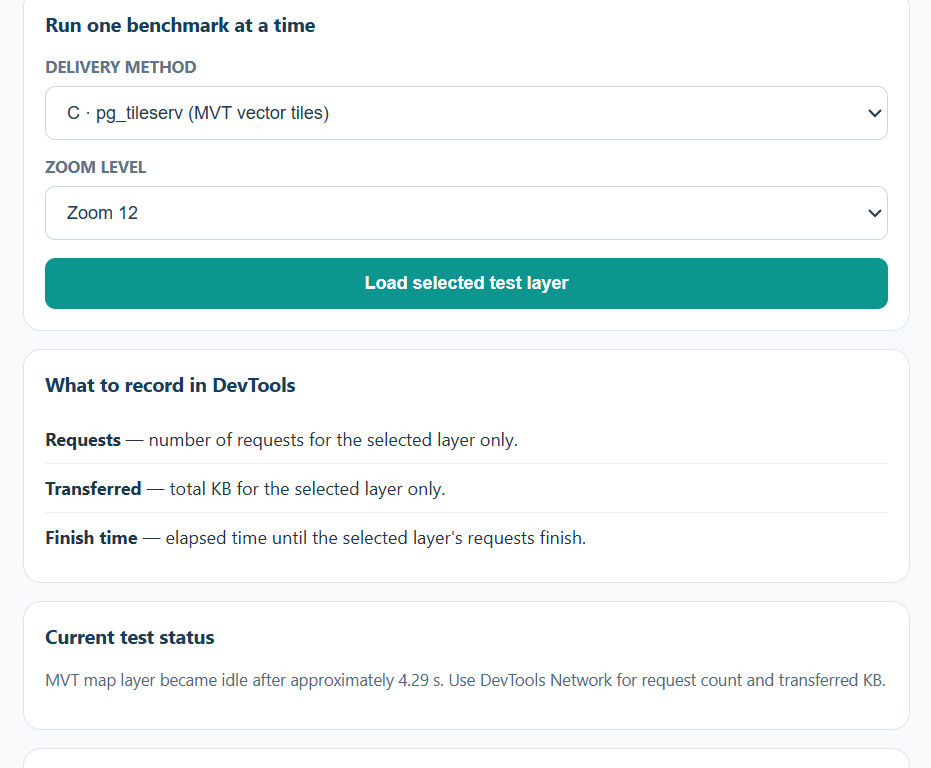 Run one benchmark at a time
DELIVERY METHOD
C · pg_tileserv (MVT vector tiles)
ZOOM LEVEL
Zoom 12
Load selected test layer
What to record in DevTools
Requests — number of requests for the selected layer only.
Transferred — total KB for the selected layer only.
Finish time — elapsed time until the selected layer's requests finish.
Current test status
MVT map layer became idle after approximately 4.29 s. Use DevTools Network for request count and transferred KB.